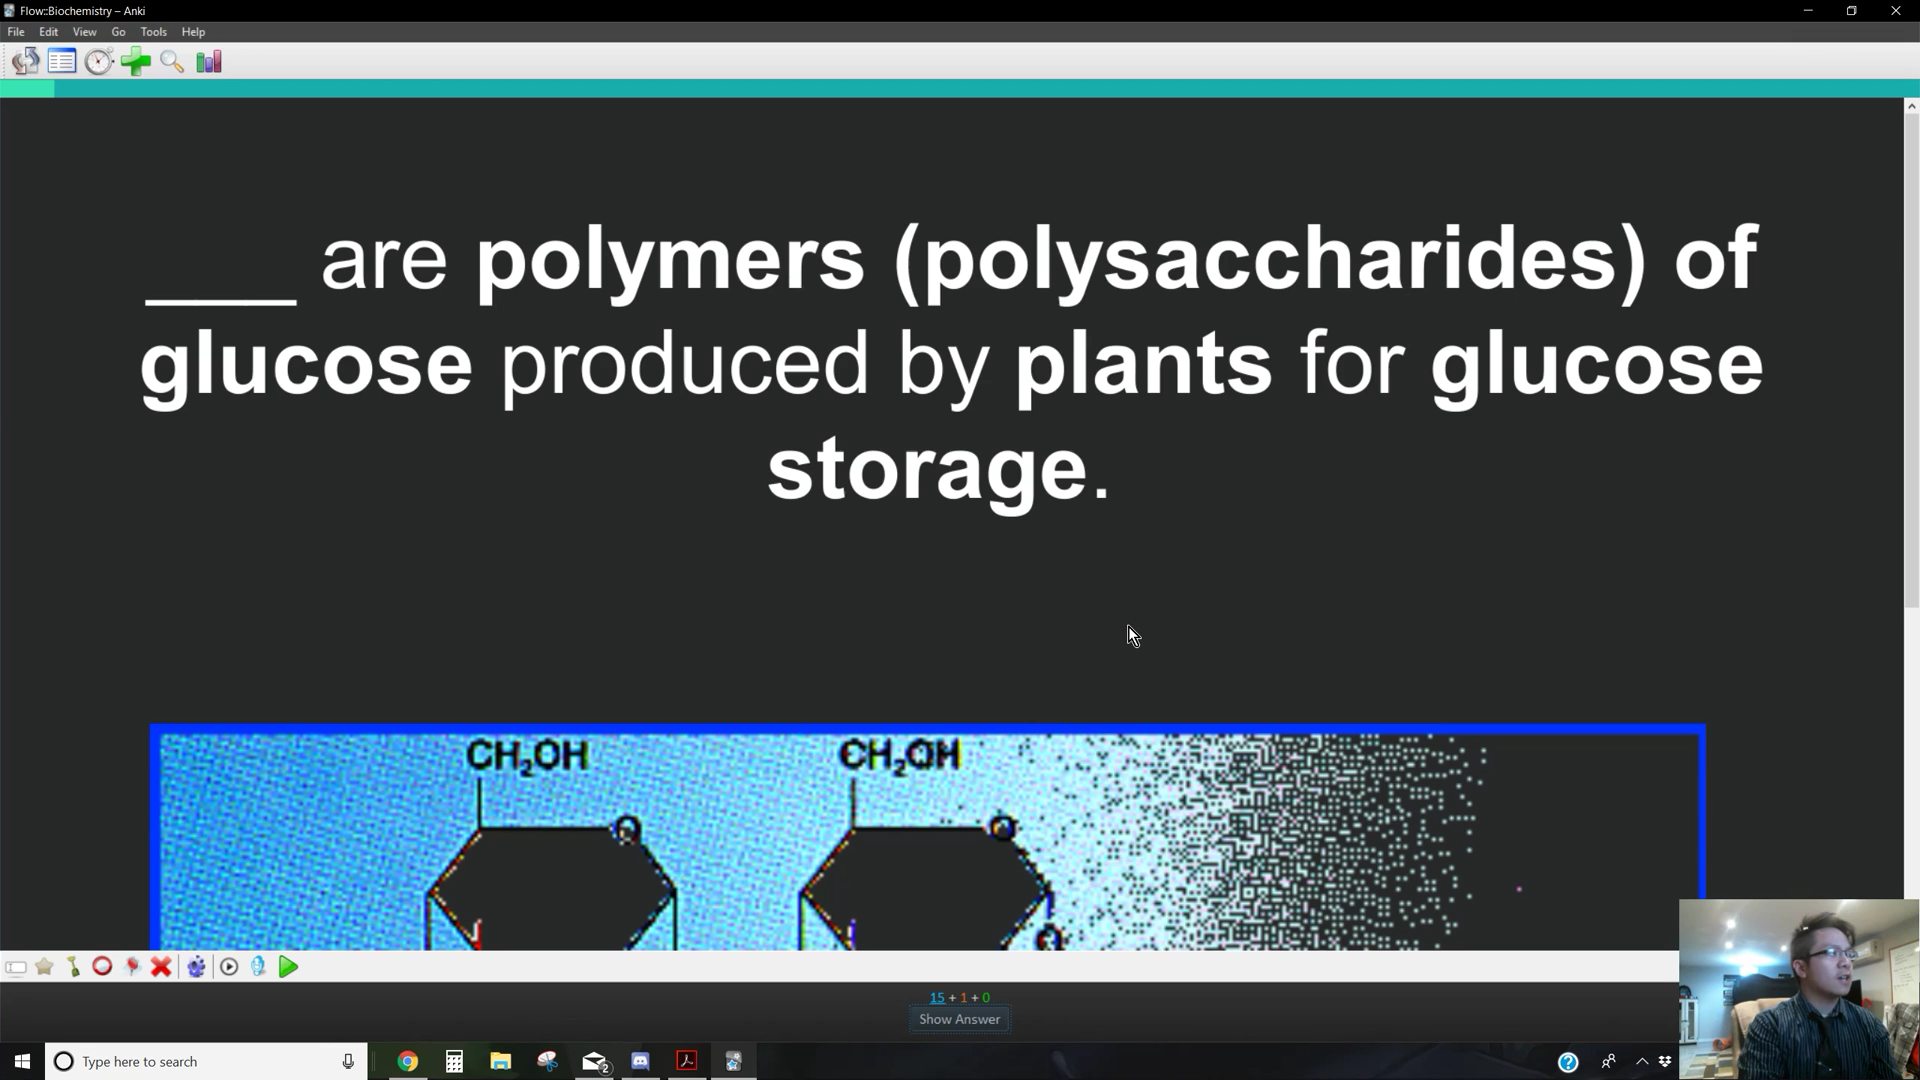 Flow::Biochemistry – Anki
File Edit View Go Tools Help
____ are polymers (polysaccharides) of
glucose produced by plants for glucose
storage.
CH₂OH CH₂OH
O O
O
15 + 1 + 0
Show Answer
Type here to search
2